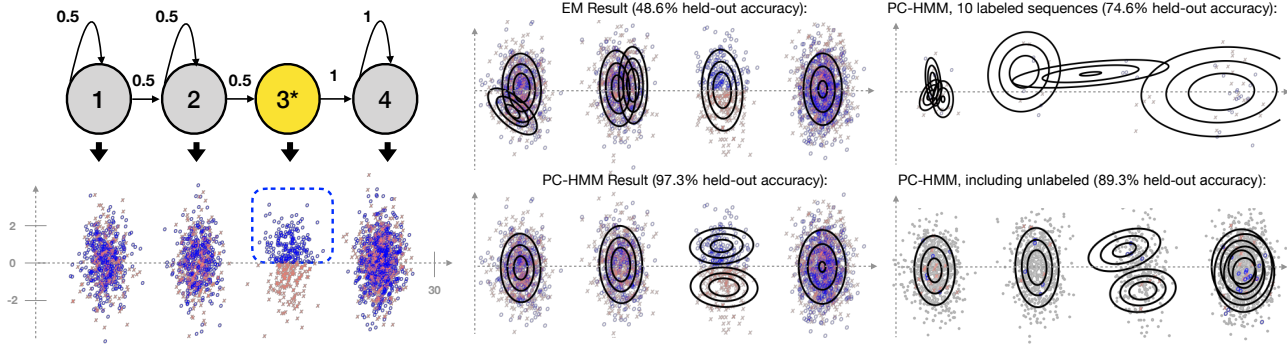 0.5 0.5 1
0.5 0.5 1
1 2 3* 4
2
0
-2
30
EM Result (48.6% held-out accuracy):
PC-HMM, 10 labeled sequences (74.6% held-out accuracy):
PC-HMM Result (97.3% held-out accuracy):
PC-HMM, including unlabeled (89.3% held-out accuracy):